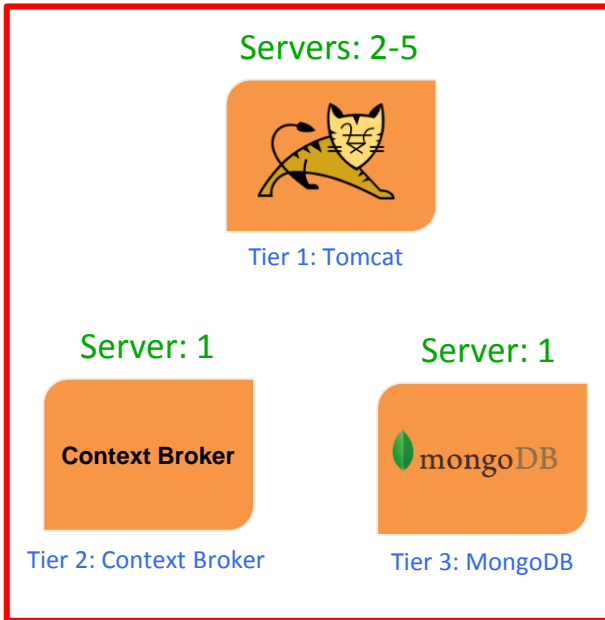 Servers: 2-5
Tier 1: Tomcat
Server: 1
Context Broker
Tier 2: Context Broker
Server: 1
mongoDB
Tier 3: MongoDB